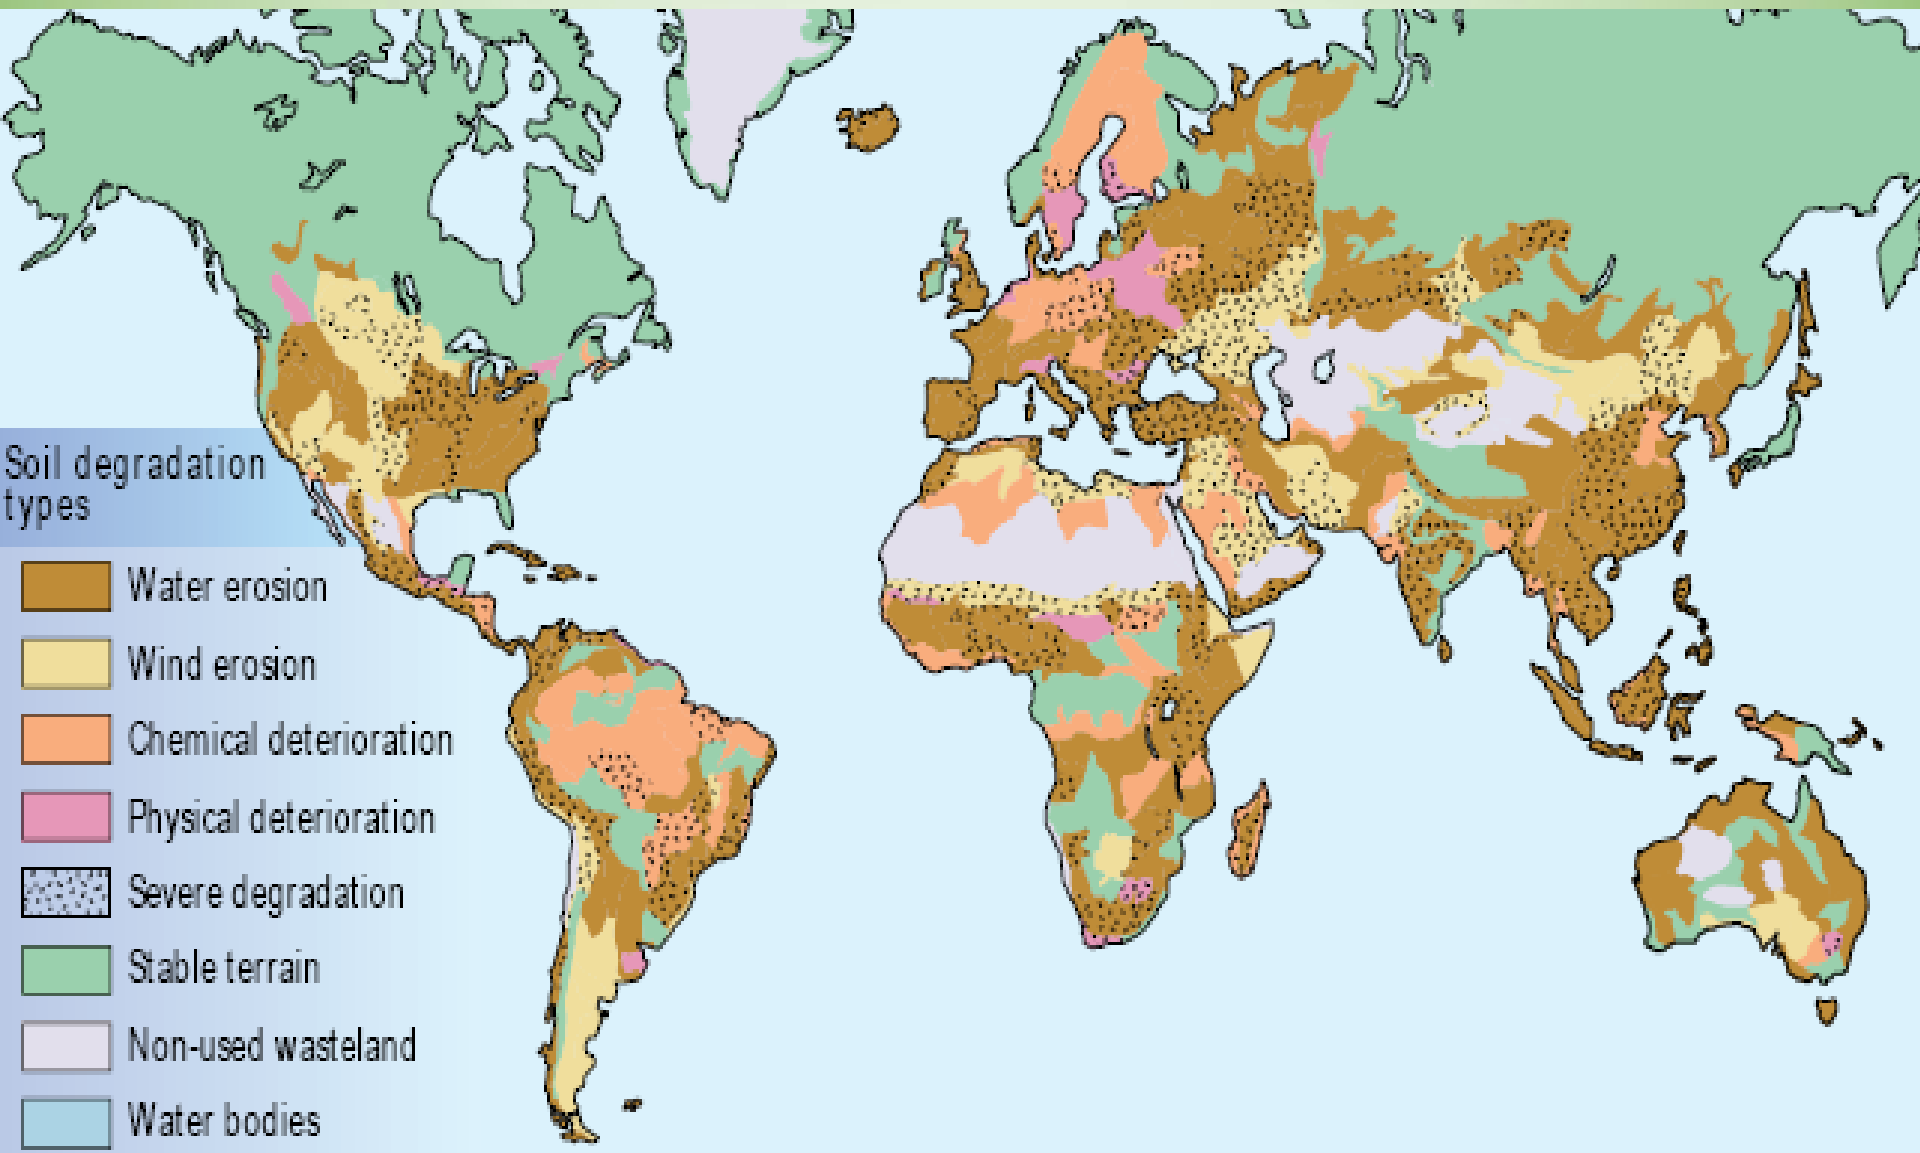 Soil degradation
types
Water erosion
Wind erosion
Chemical deterioration
Physical deterioration
Severe degradation
Stable terrain
Non-used wasteland
Water bodies